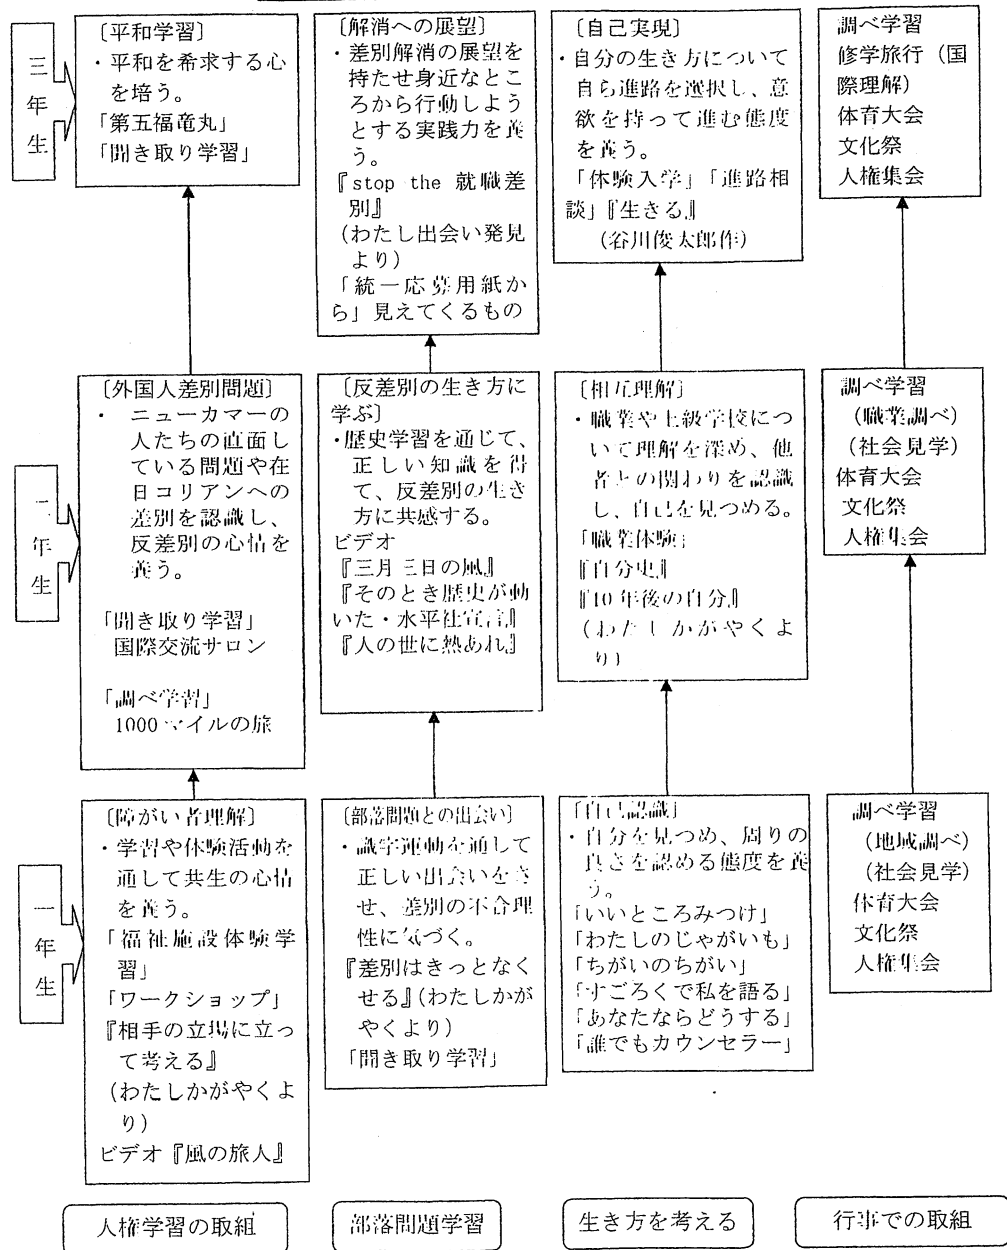 三年生
〔平和学習〕
・平和を希求する心
を培う。
「第五福竜丸」
「聞き取り学習」
〔解消への展望〕
・差別解消の展望を
持たせ身近なとこ
ろから行動しよう
とする実践力を養
う。
『stop the 就職差
別』
(わたし出会い発見
より)
「統一応募用紙か
ら」見えてくるもの
〔自己実現〕
・自分の生き方について
自ら進路を選択し、意
欲を持って進む態度
を養う。
「体験入学」「進路相
談」『生きる』
(谷川俊太郎作)
調べ学習
修学旅行（国
際理解）
体育大会
文化祭
人権集会
二年生
〔外国人差別問題〕
・ニューカマーの
人たちの直面し
ている問題や在
日コリアンへの
差別を認識し、
反差別の心情を
養う。
「聞き取り学習」
国際交流サロン
「調べ学習」
1000マイルの旅
〔反差別の生き方に
学ぶ〕
・歴史学習を通じて、
正しい知識を得
て、反差別の生き
方に共感する。
ビデオ
『三月三日の風』
『そのとき歴史が動
いた・水平社宣言』
『人の世に熱あれ』
〔相互理解〕
・職業や上級学校につ
いて理解を深め、他
者との関わりを認識
し、自己を見つめる。
「職業体験」
『自分史』
『10年後の自分』
(わたしかがやくよ
り)
調べ学習
（職業調べ）
（社会見学）
体育大会
文化祭
人権集会
一年生
〔障がい者理解〕
・学習や体験活動を
通して共生の心情
を養う。
「福祉施設体験学
習」
「ワークショップ」
『相手の立場に立っ
て考える』
(わたしかがやくよ
り)
ビデオ『風の旅人』
〔部落問題との出会い〕
・識字運動を通して
正しい出会いをさ
せ、差別の不合理
性に気づく。
『差別はきっとなく
せる』(わたしかが
やくより)
「聞き取り学習」
〔自己認識〕
・自分を見つめ、周りの
良さを認める態度を養
う。
「いいところみつけ」
「わたしのじゃがいも」
「ちがいのちがい」
「すごろくで私を語る」
「あなたならどうする」
「誰でもカウンセラー」
調べ学習
（地域調べ）
（社会見学）
体育大会
文化祭
人権集会
人権学習の取組
部落問題学習
生き方を考える
行事での取組